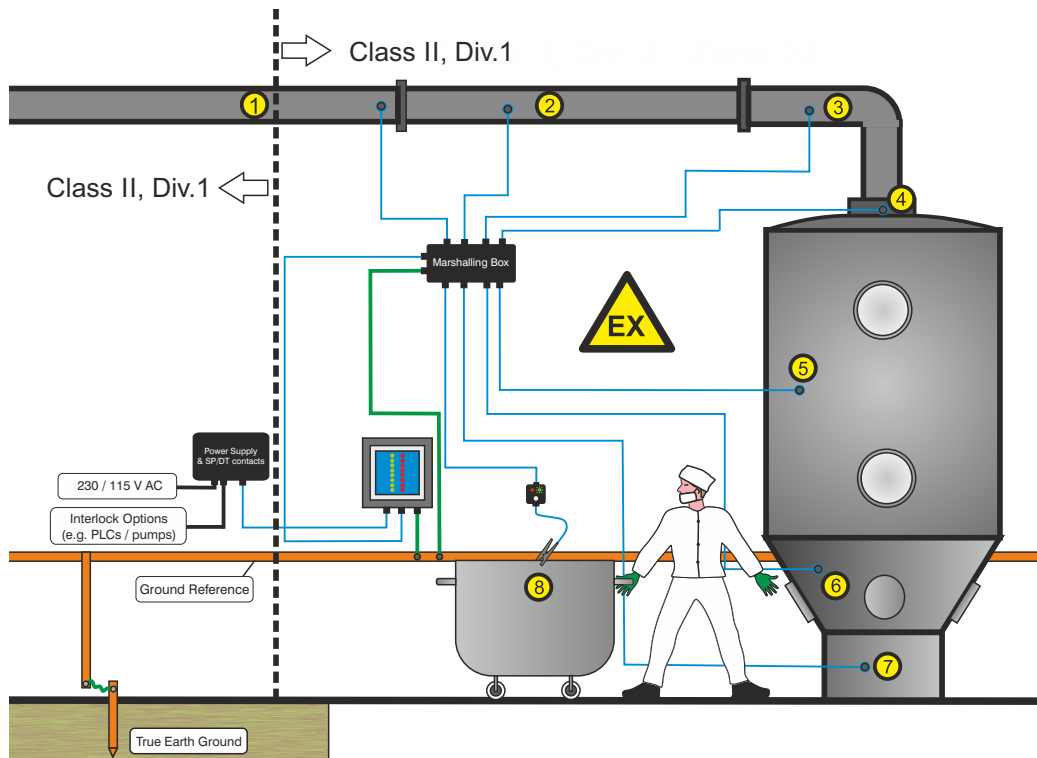 Class II, Div.1
1
2
3
Class II, Div.1
4
Marshalling Box
EX
5
Power Supply
& SP/DT contacts
230 / 115 V AC
Interlock Options
(e.g. PLCs / pumps)
Ground Reference
8
6
7
True Earth Ground